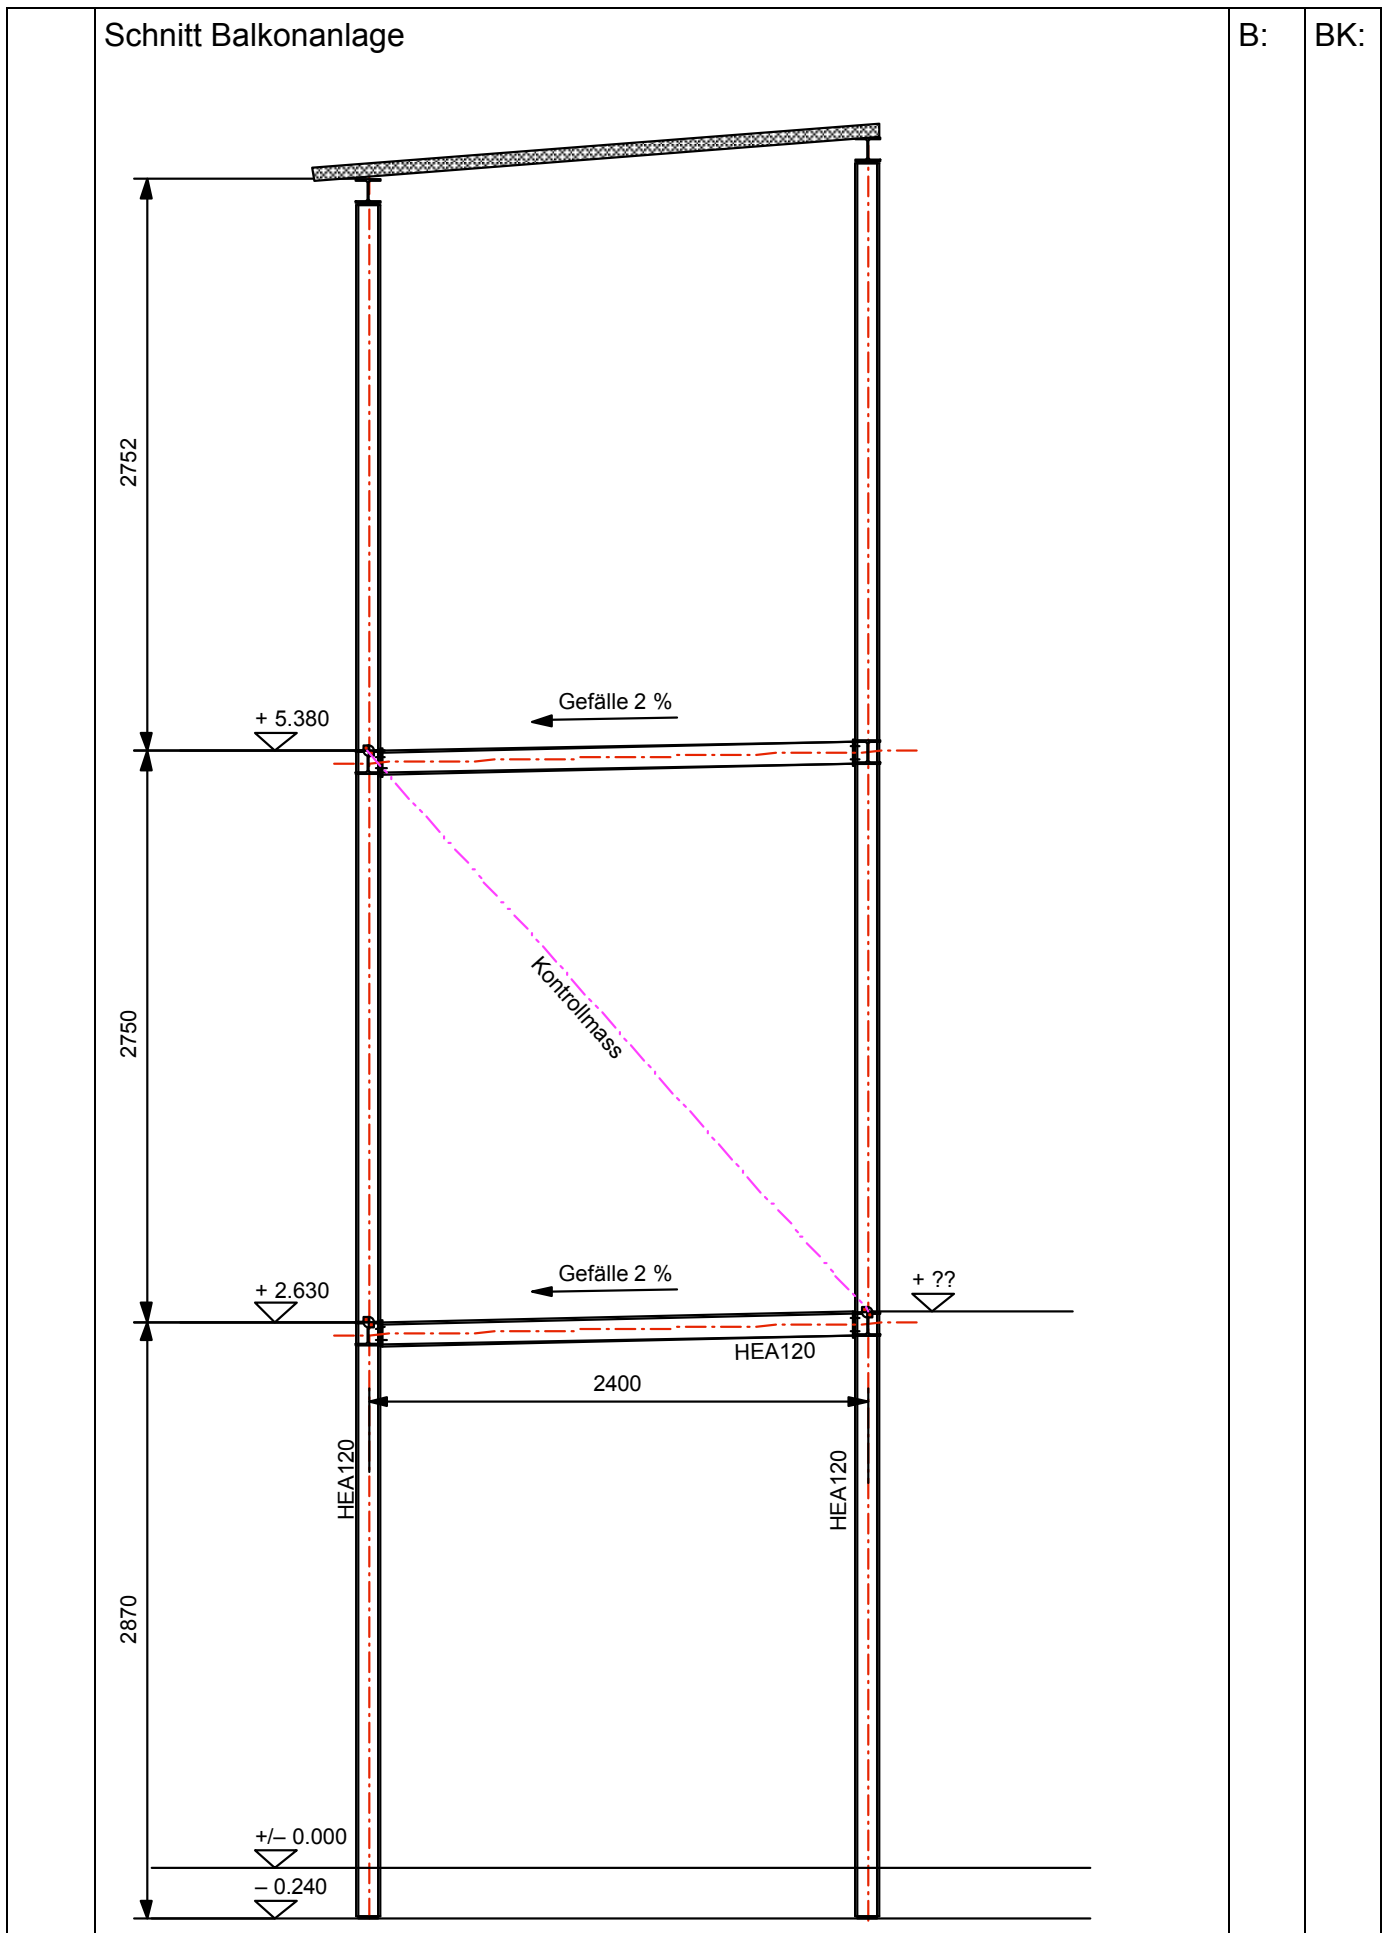 Schnitt Balkonanlage
B:
BK:
2752
Gefälle 2 %
+ 5.380
Kontrollmass
2750
Gefälle 2 %
+ 2.630
+ ??
HEA120
2400
HEA120
HEA120
2870
+/– 0.000
– 0.240